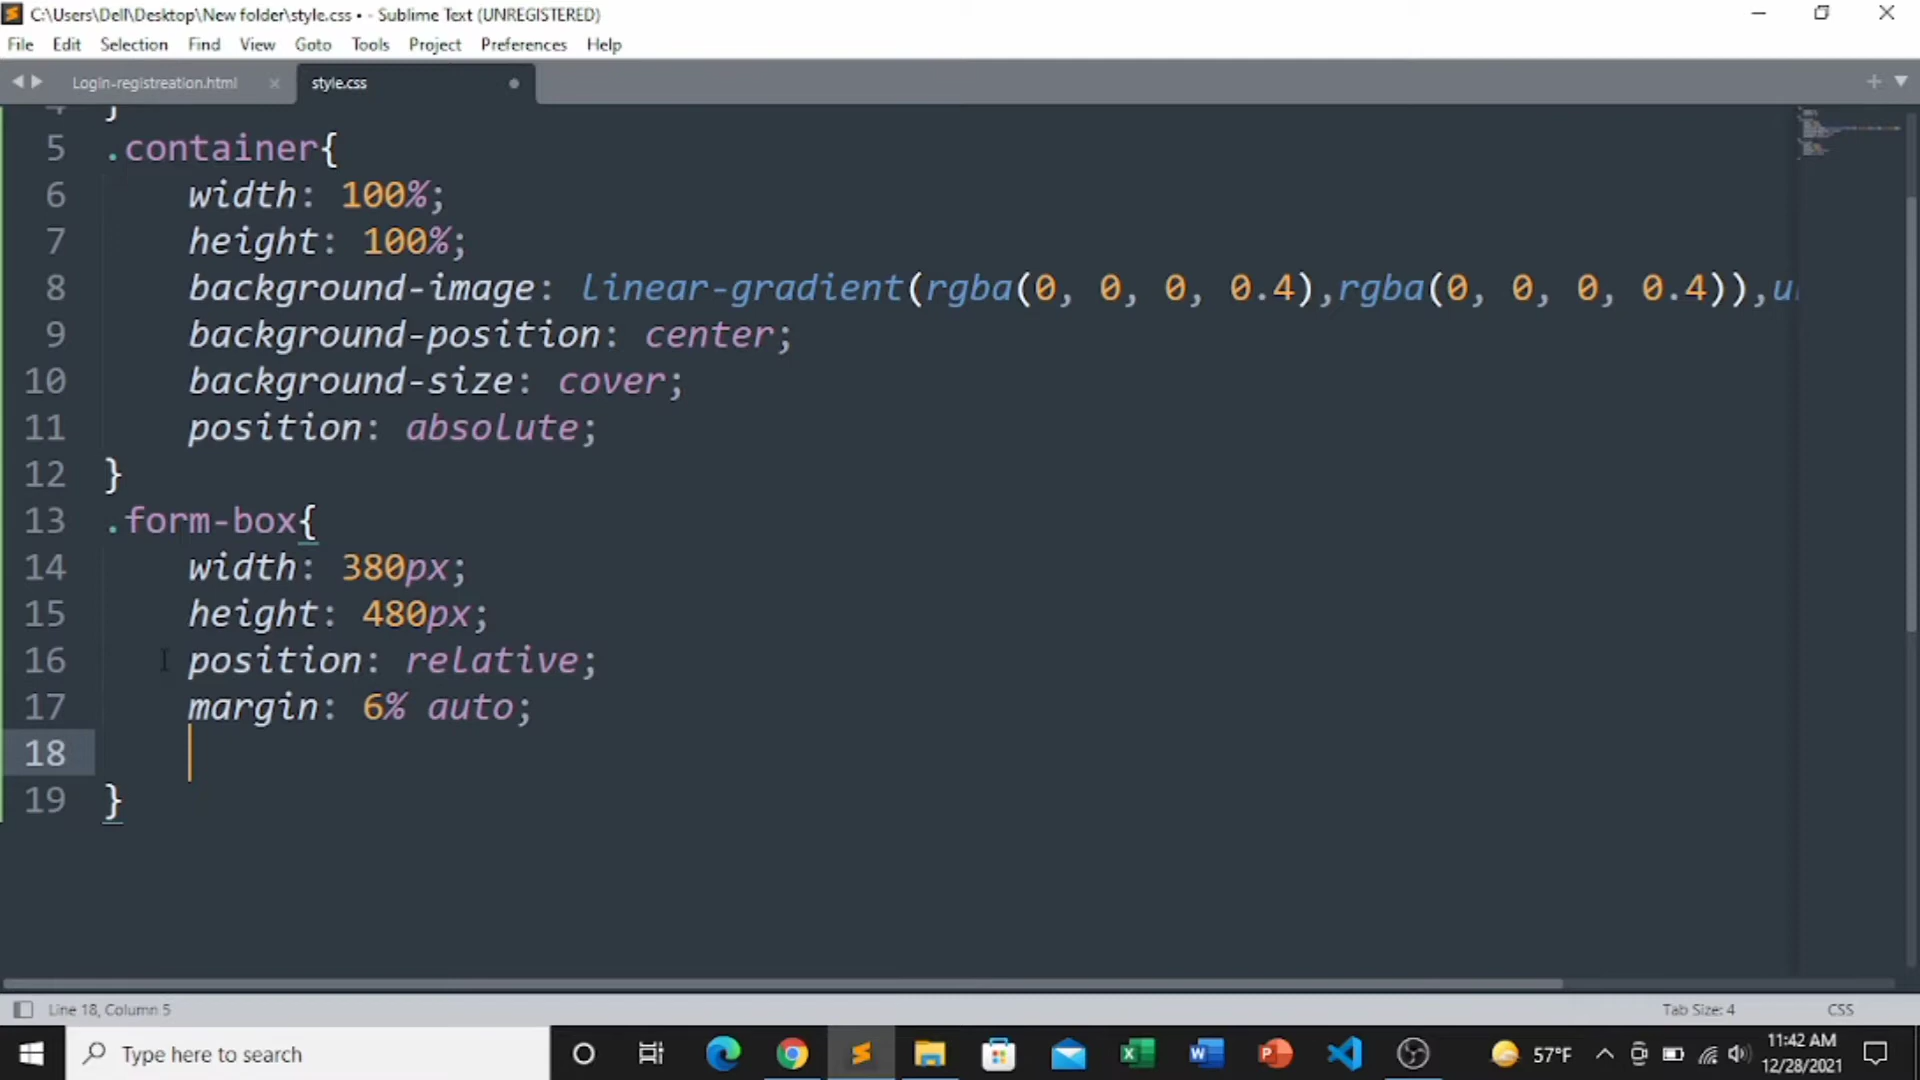 C:\Users\Dell\Desktop\New folder\style.css • - Sublime Text (UNREGISTERED)
File Edit Selection Find View Goto Tools Project Preferences Help
Login-registreation.html
style.css
4 }
5 .container{
6 width: 100%;
7 height: 100%;
8 background-image: linear-gradient(rgba(0, 0, 0, 0.4),rgba(0, 0, 0, 0.4)),u
9 background-position: center;
10 background-size: cover;
11 position: absolute;
12 }
13 .form-box{
14 width: 380px;
15 height: 480px;
16 position: relative;
17 margin: 6% auto;
18
19 }
Line 18, Column 5
Tab Size: 4
CSS
Type here to search
57°F
11:42 AM
12/28/2021